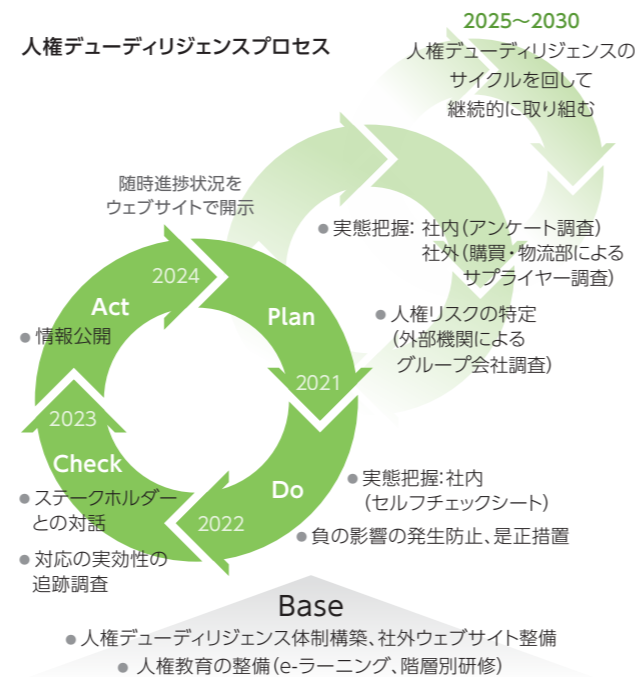 人権デューディリジェンスプロセス
2025〜2030
人権デューディリジェンスの
サイクルを回して
継続的に取り組む
随時進捗状況を
ウェブサイトで開示
● 実態把握: 社内(アンケート調査)
社外(購買・物流部による
サプライヤー調査)
● 人権リスクの特定
(外部機関による
グループ会社調査)
2024
Act
● 情報公開
Plan
2021
2023
Check
● ステークホルダー
との対話
● 対応の実効性の
追跡調査
Do
2022
● 実態把握:社内
(セルフチェックシート)
● 負の影響の発生防止、是正措置
Base
● 人権デューディリジェンス体制構築、社外ウェブサイト整備
● 人権教育の整備(e-ラーニング、階層別研修)